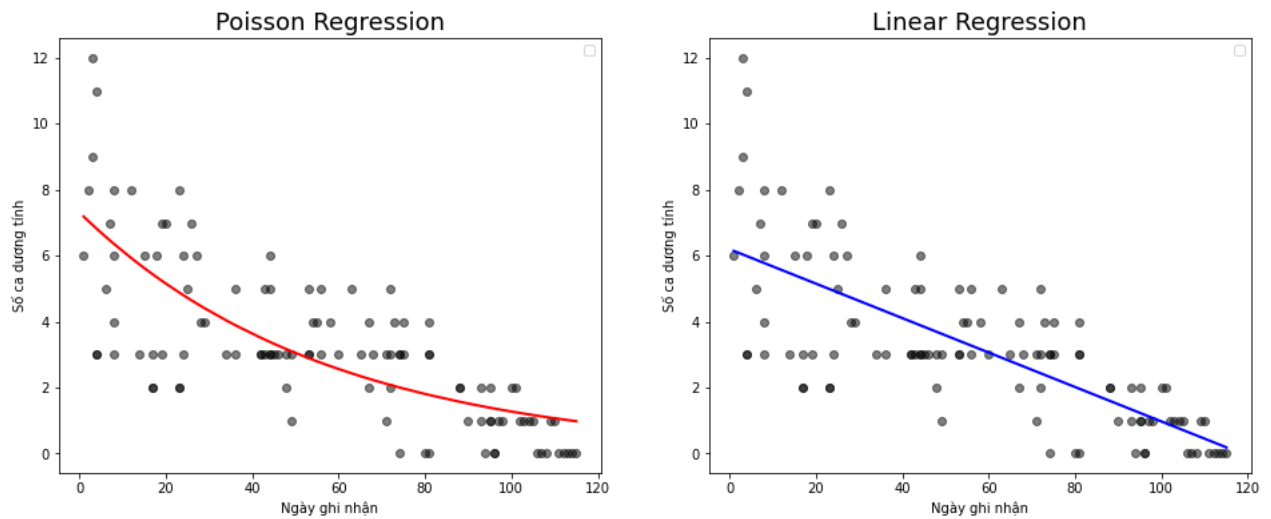 Poisson Regression
12
10
8
6
4
2
0
Số ca dương tính
0 20 40 60 80 100 120
Ngày ghi nhận
Linear Regression
12
10
8
6
4
2
0
Số ca dương tính
0 20 40 60 80 100 120
Ngày ghi nhận